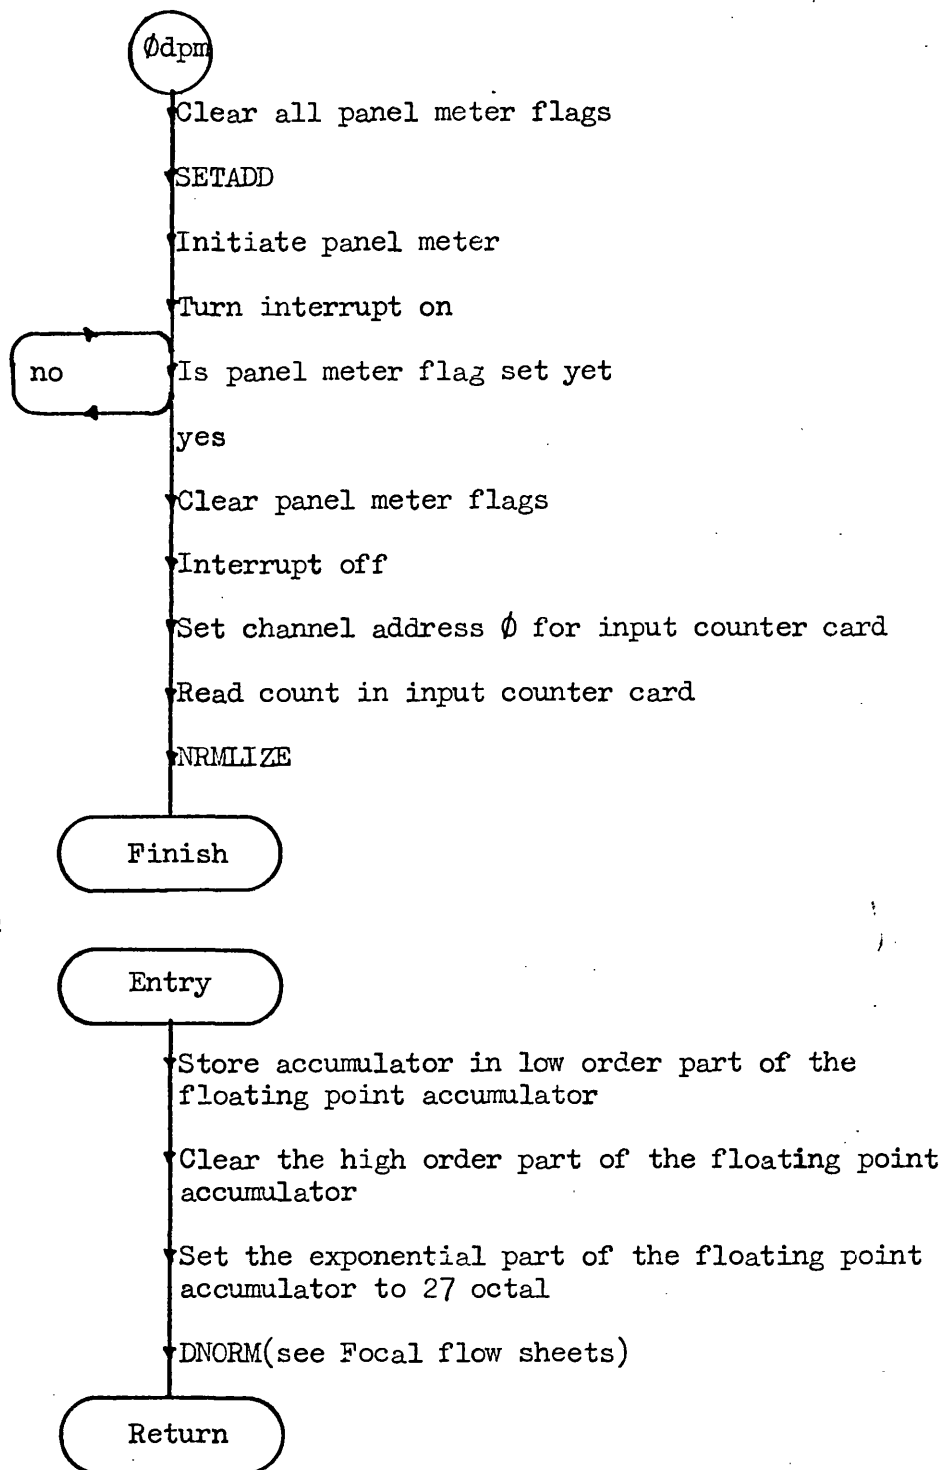 Ødpm
Clear all panel meter flags
SETADD
Initiate panel meter
Turn interrupt on
no
Is panel meter flag set yet
yes
Clear panel meter flags
Interrupt off
Set channel address Ø for input counter card
Read count in input counter card
NRMLIZE
Finish
Entry
Store accumulator in low order part of the
floating point accumulator
Clear the high order part of the floating point
accumulator
Set the exponential part of the floating point
accumulator to 27 octal
DNORM(see Focal flow sheets)
Return